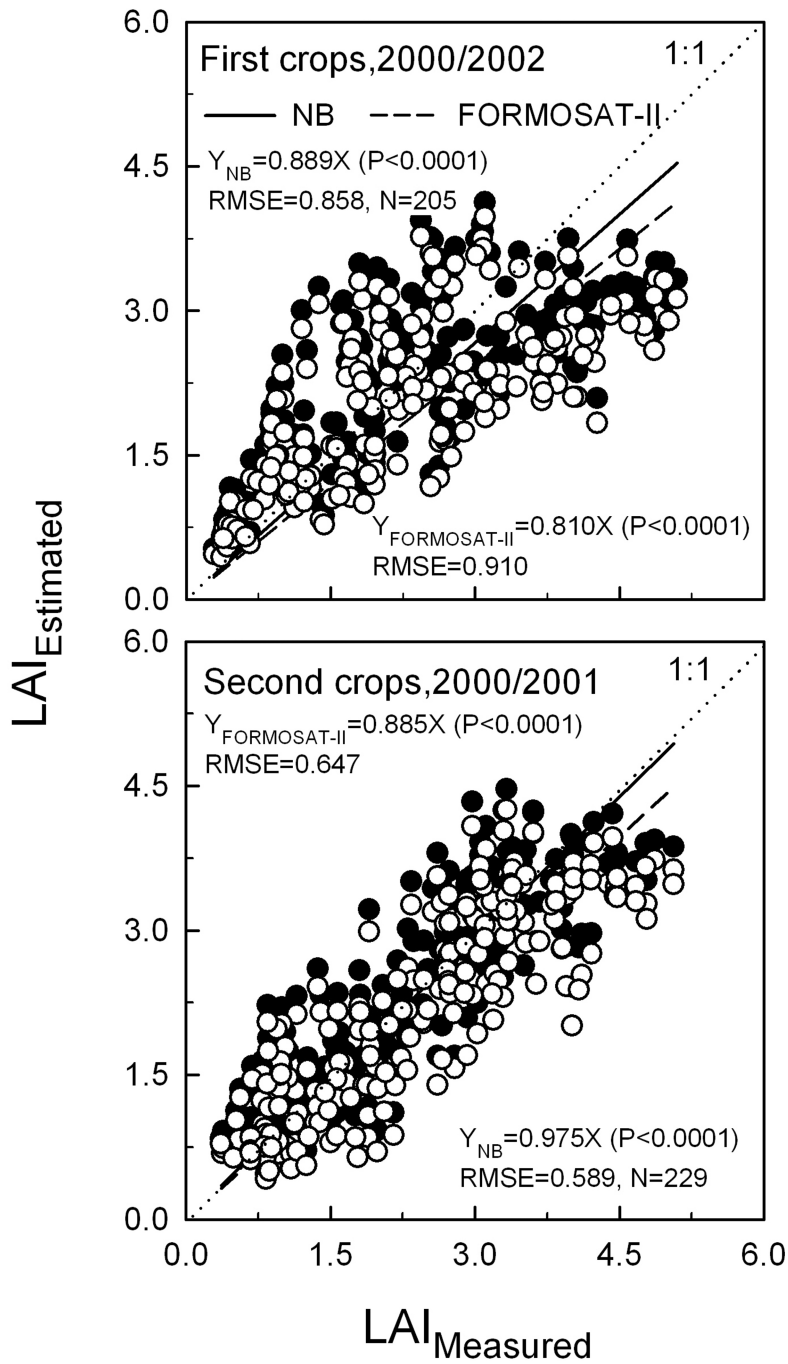 6.0
First crops,2000/2002
1:1
NB
FORMOSAT-II
Y_NB=0.889X (P<0.0001)
RMSE=0.858, N=205
4.5
3.0
1.5
Y_FORMOSAT-II=0.810X (P<0.0001)
RMSE=0.910
0.0
LAI_Estimated
6.0
Second crops,2000/2001
1:1
Y_FORMOSAT-II=0.885X (P<0.0001)
RMSE=0.647
4.5
3.0
1.5
Y_NB=0.975X (P<0.0001)
RMSE=0.589, N=229
0.0
0.0 1.5 3.0 4.5 6.0
LAI_Measured